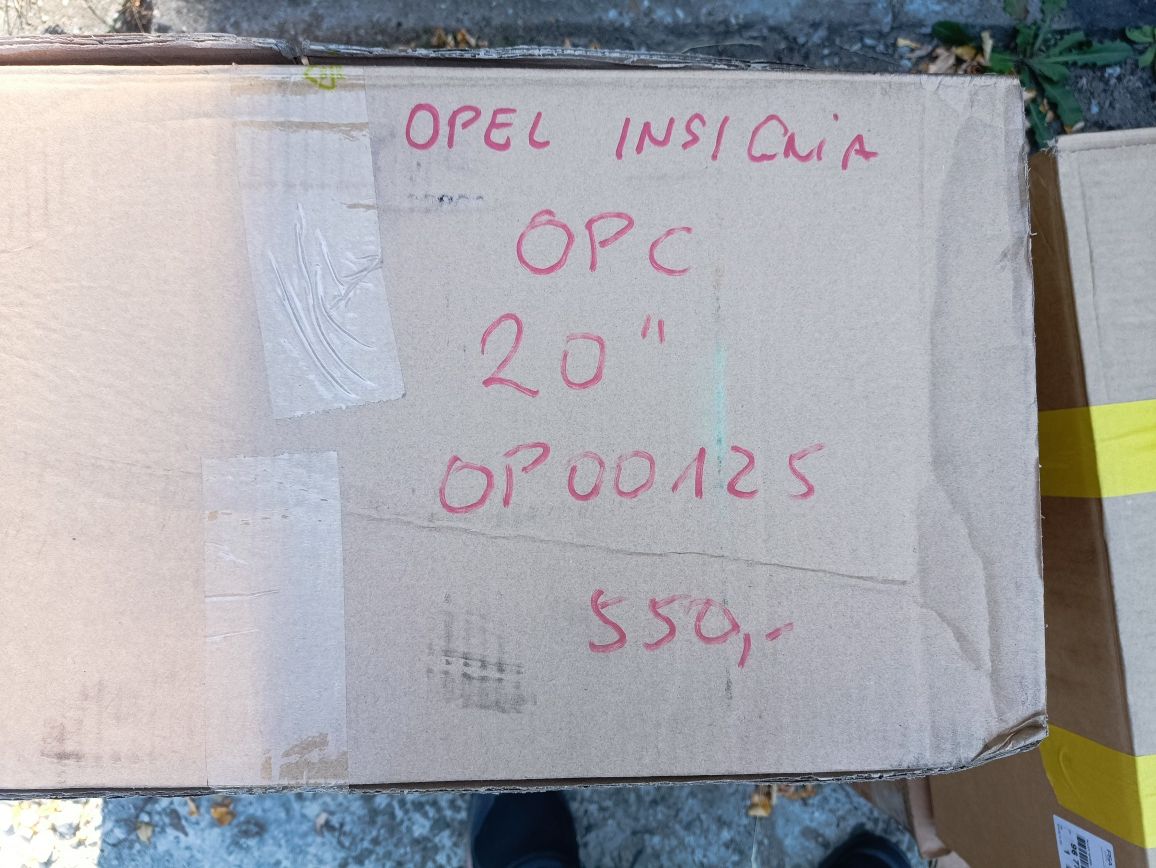 OPEL INSIGNiA
OPC
20"
OP00125
550,-